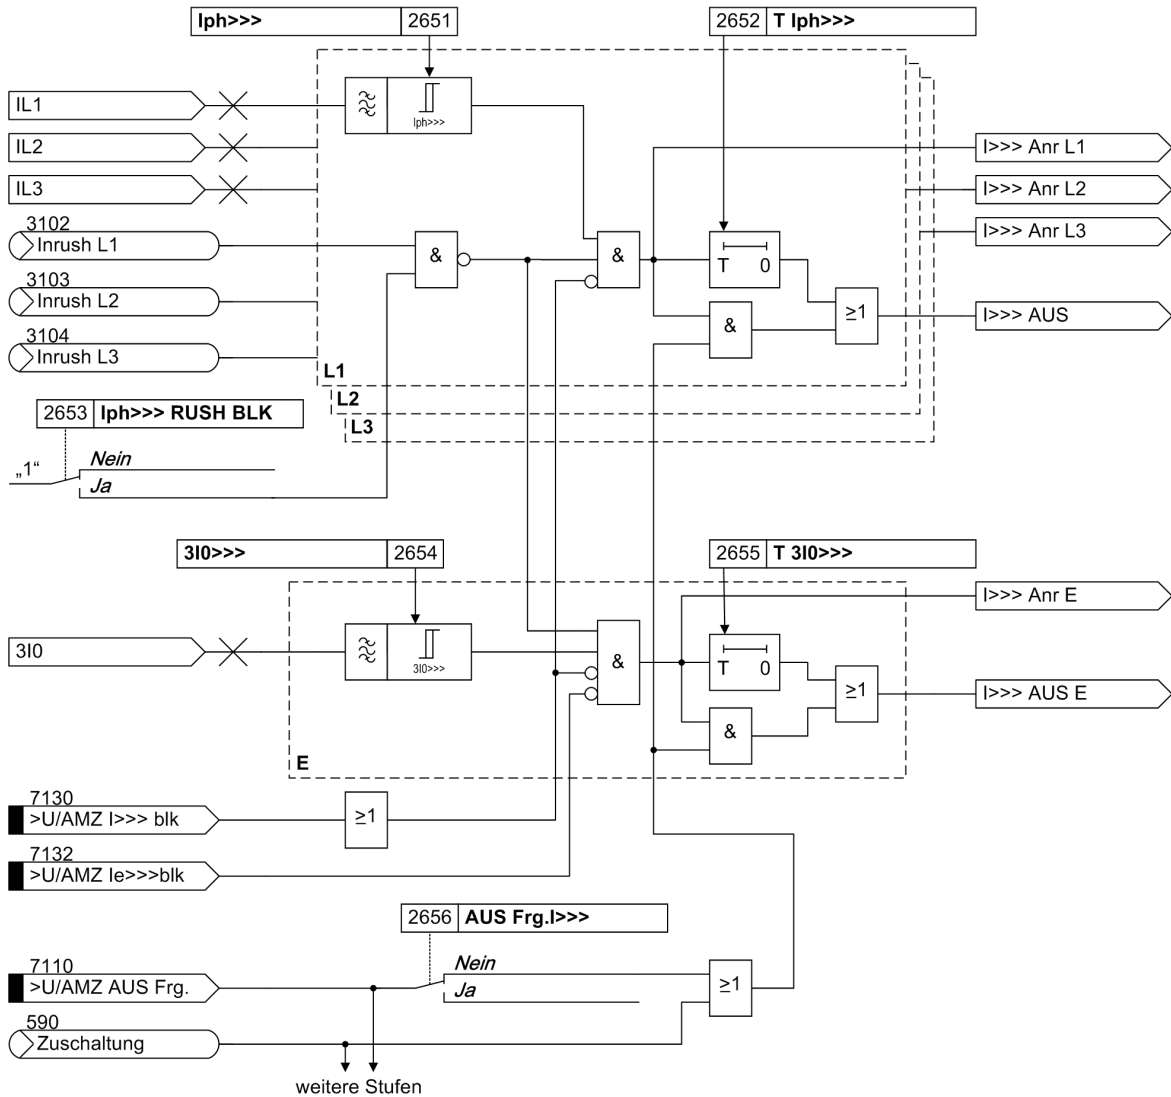 Iph>>> 2651
2652 T Iph>>>
IL1
Iph>>>
IL2
I>>> Anr L1
IL3
I>>> Anr L2
3102
Inrush L1
I>>> Anr L3
&
&
T 0
3103
Inrush L2
&
≥1
I>>> AUS
3104
Inrush L3
L1
L2
L3
2653 Iph>>> RUSH BLK
„1“
Nein
Ja
3I0>>> 2654
2655 T 3I0>>>
I>>> Anr E
3I0
3I0>>>
&
T 0
≥1
I>>> AUS E
&
E
7130
>U/AMZ I>>> blk
≥1
7132
>U/AMZ Ie>>>blk
2656 AUS Frg.I>>>
7110
>U/AMZ AUS Frg.
Nein
Ja
≥1
590
Zuschaltung
weitere Stufen